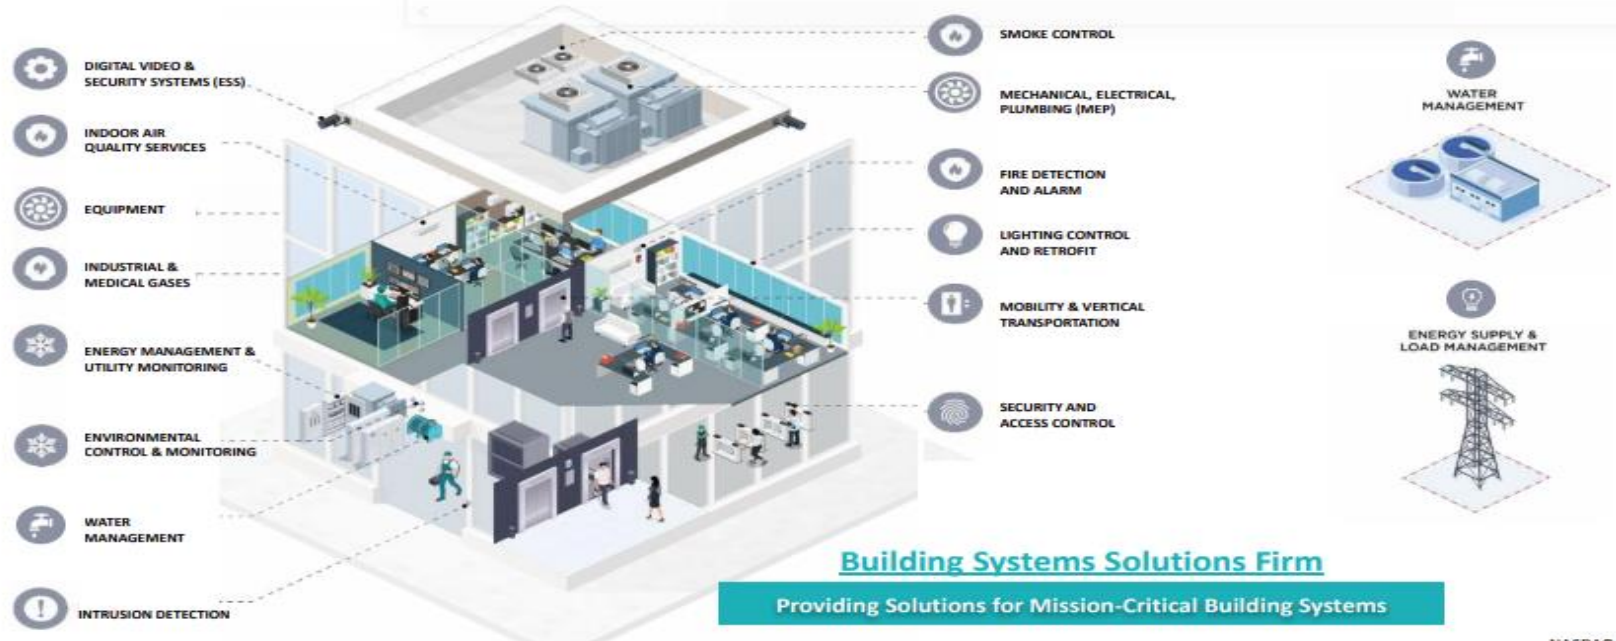 DIGITAL VIDEO &
SECURITY SYSTEMS (ESS)
INDOOR AIR
QUALITY SERVICES
EQUIPMENT
INDUSTRIAL &
MEDICAL GASES
ENERGY MANAGEMENT &
UTILITY MONITORING
ENVIRONMENTAL
CONTROL & MONITORING
WATER
MANAGEMENT
INTRUSION DETECTION
SMOKE CONTROL
MECHANICAL, ELECTRICAL,
PLUMBING (MEP)
FIRE DETECTION
AND ALARM
LIGHTING CONTROL
AND RETROFIT
MOBILITY & VERTICAL
TRANSPORTATION
SECURITY AND
ACCESS CONTROL
WATER
MANAGEMENT
ENERGY SUPPLY &
LOAD MANAGEMENT
Building Systems Solutions Firm
Providing Solutions for Mission-Critical Building Systems